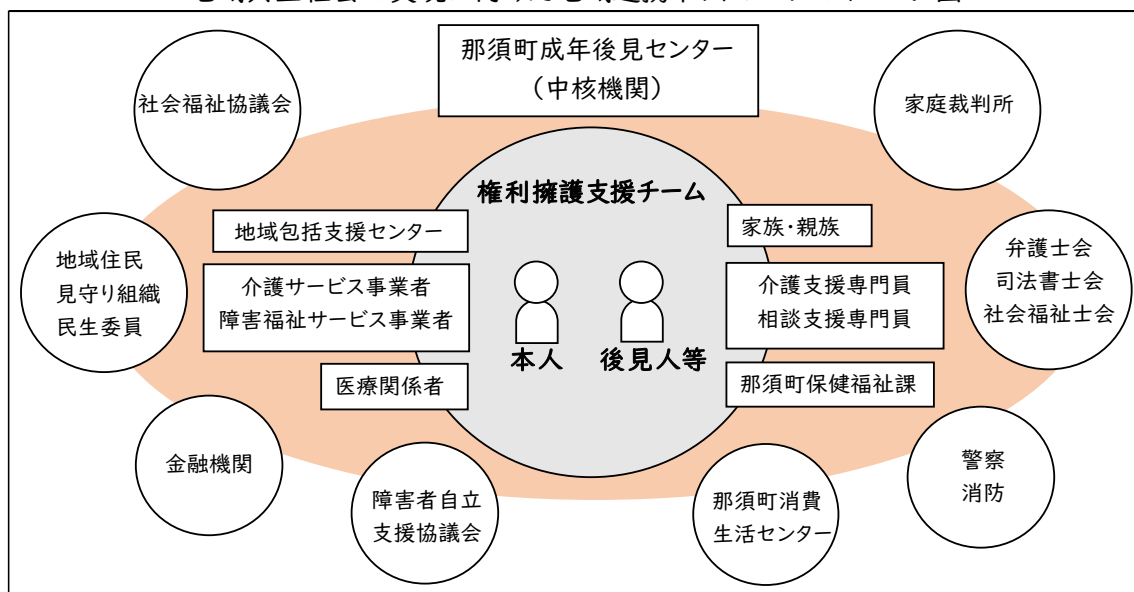 那須町成年後見センター
（中核機関）
社会福祉協議会
家庭裁判所
権利擁護支援チーム
地域包括支援センター
家族・親族
地域住民
見守り組織
民生委員
介護サービス事業者
障害福祉サービス事業者
介護支援専門員
相談支援専門員
弁護士会
司法書士会
社会福祉士会
本人
後見人等
医療関係者
那須町保健福祉課
金融機関
障害者自立
支援協議会
那須町消費
生活センター
警察
消防